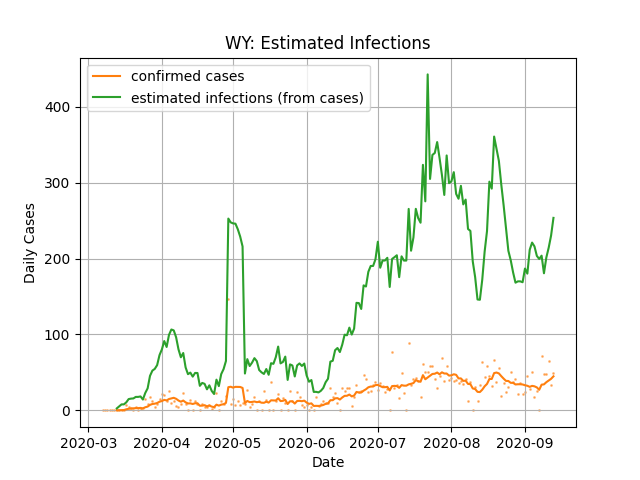 WY: Estimated Infections
confirmed cases
estimated infections (from cases)
Daily Cases
400
300
200
100
0
2020-03 2020-04 2020-05 2020-06 2020-07 2020-08 2020-09
Date